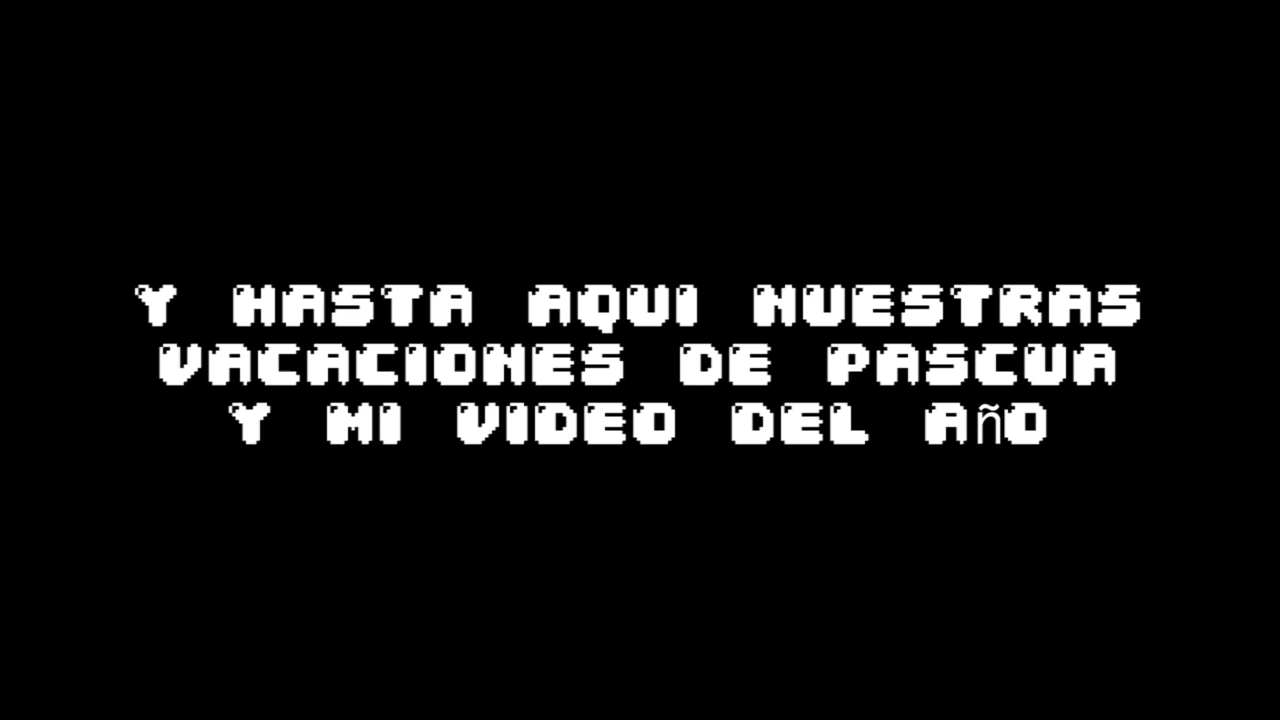 Y HASTA AQUI NUESTRAS
VACACIONES DE PASCUA
Y MI VIDEO DEL AñO